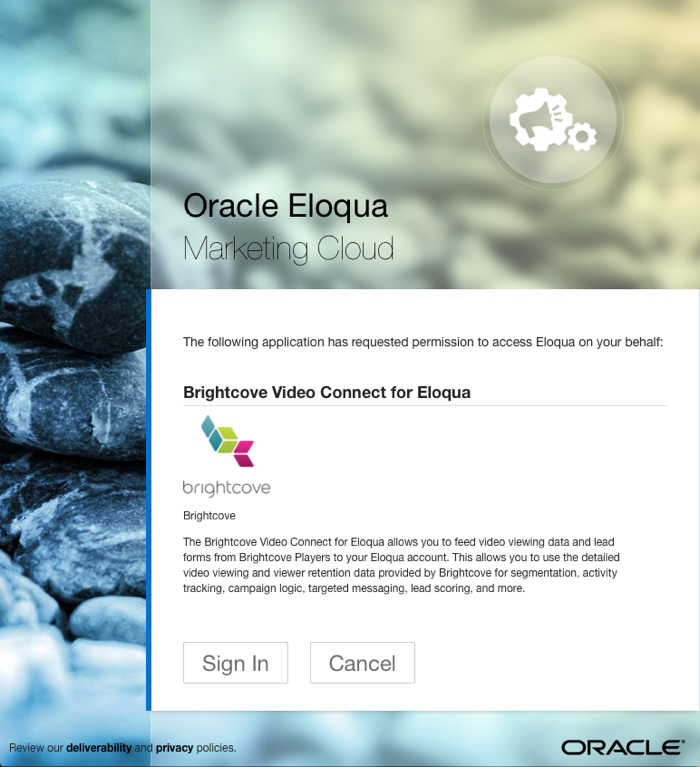 Oracle Eloqua
Marketing Cloud
The following application has requested permission to access Eloqua on your behalf:
Brightcove Video Connect for Eloqua
brightcove
Brightcove
The Brightcove Video Connect for Eloqua allows you to feed video viewing data and lead
forms from Brightcove Players to your Eloqua account. This allows you to use the detailed
video viewing and viewer retention data provided by Brightcove for segmentation, activity
tracking, campaign logic, targeted messaging, lead scoring, and more.
Sign In Cancel
Review our deliverability and privacy policies.
ORACLE®